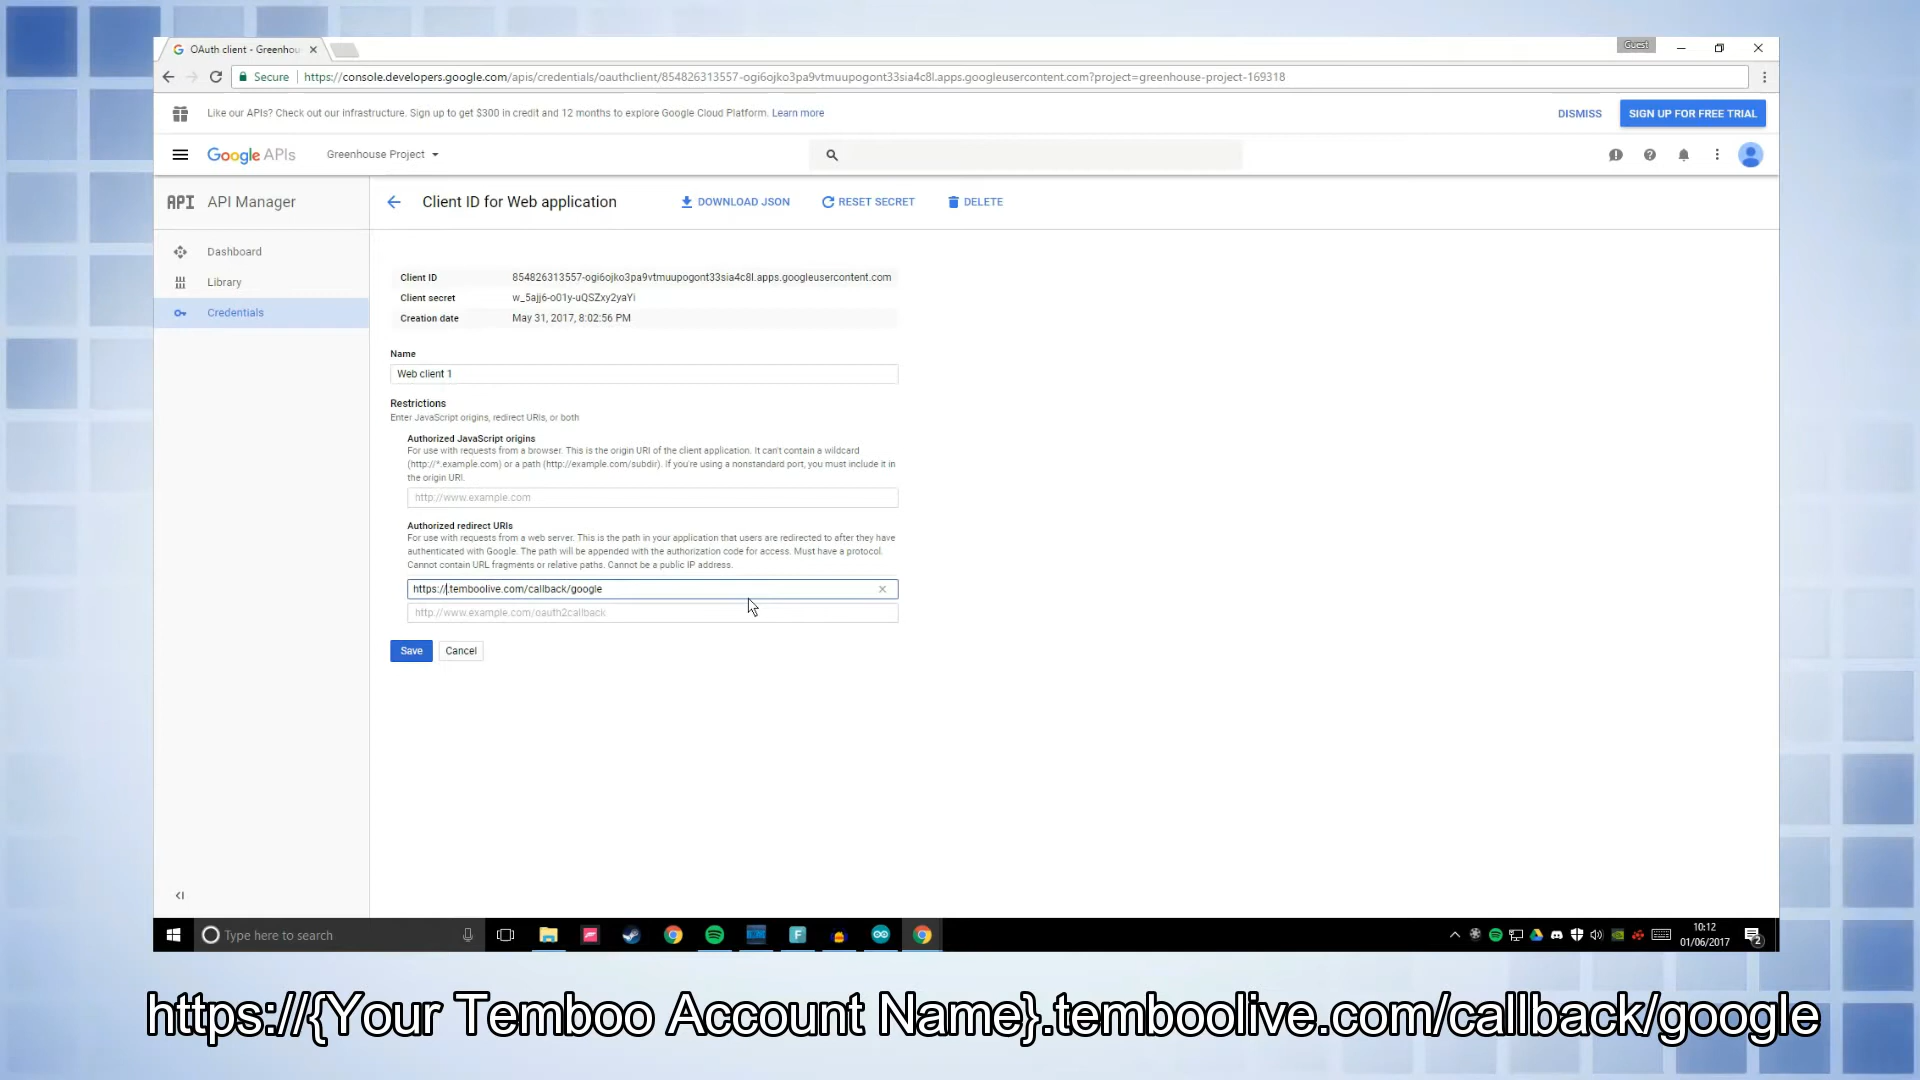 OAuth client - Greenhou
Guest
Secure
https://console.developers.google.com/apis/credentials/oauthclient/854826313557-ogi6ojko3pa9vtmuupogont33sia4c8l.apps.googleusercontent.com?project=greenhouse-project-169318
Like our APIs? Check out our infrastructure. Sign up to get $300 in credit and 12 months to explore Google Cloud Platform. Learn more
DISMISS
SIGN UP FOR FREE TRIAL
Google APIs
Greenhouse Project
API API Manager
Client ID for Web application
DOWNLOAD JSON
RESET SECRET
DELETE
Dashboard
Library
Credentials
Client ID 854826313557-ogi6ojko3pa9vtmuupogont33sia4c8l.apps.googleusercontent.com
Client secret w_5ajj6-o01y-uQSZxy2yaYi
Creation date May 31, 2017, 8:02:56 PM
Name
Web client 1
Restrictions
Enter JavaScript origins, redirect URIs, or both
Authorized JavaScript origins
For use with requests from a browser. This is the origin URI of the client application. It can't contain a wildcard
(http://*.example.com) or a path (http://example.com/subdir). If you're using a nonstandard port, you must include it in
the origin URI.
http://www.example.com
Authorized redirect URIs
For use with requests from a web server. This is the path in your application that users are redirected to after they have
authenticated with Google. The path will be appended with the authorization code for access. Must have a protocol.
Cannot contain URL fragments or relative paths. Cannot be a public IP address.
https://.temboolive.com/callback/google
http://www.example.com/oauth2callback
Save
Cancel
Type here to search
10:12
01/06/2017
2
https://{Your Temboo Account Name}.temboolive.com/callback/google